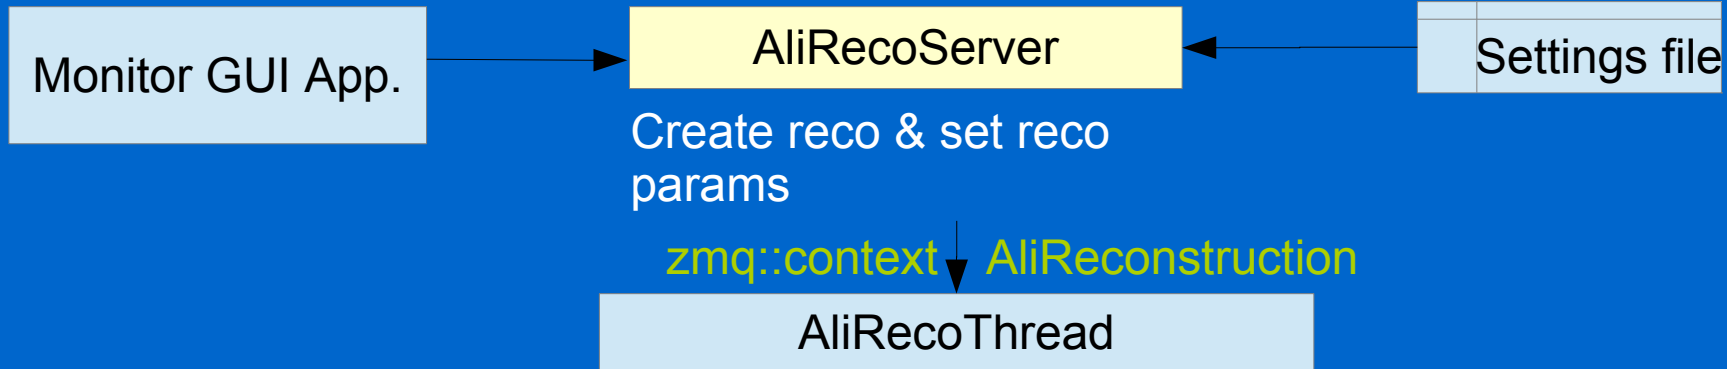 Monitor GUI App.
AliRecoServer
Settings file
Create reco & set reco
params
zmq::context
AliReconstruction
AliRecoThread